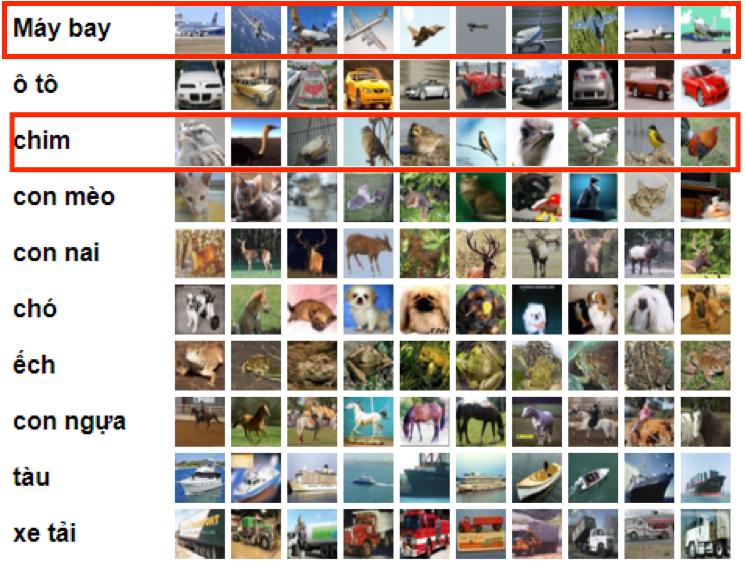 Máy bay
ô tô
chim
con mèo
con nai
chó
ếch
con ngựa
tàu
xe tải